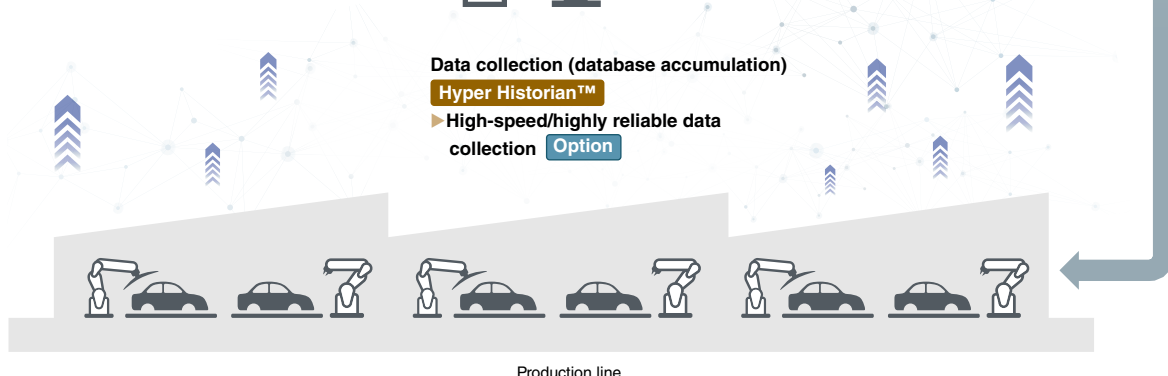 Data collection (database accumulation)
Hyper Historian™
▶High-speed/highly reliable data
collection Option
Production line